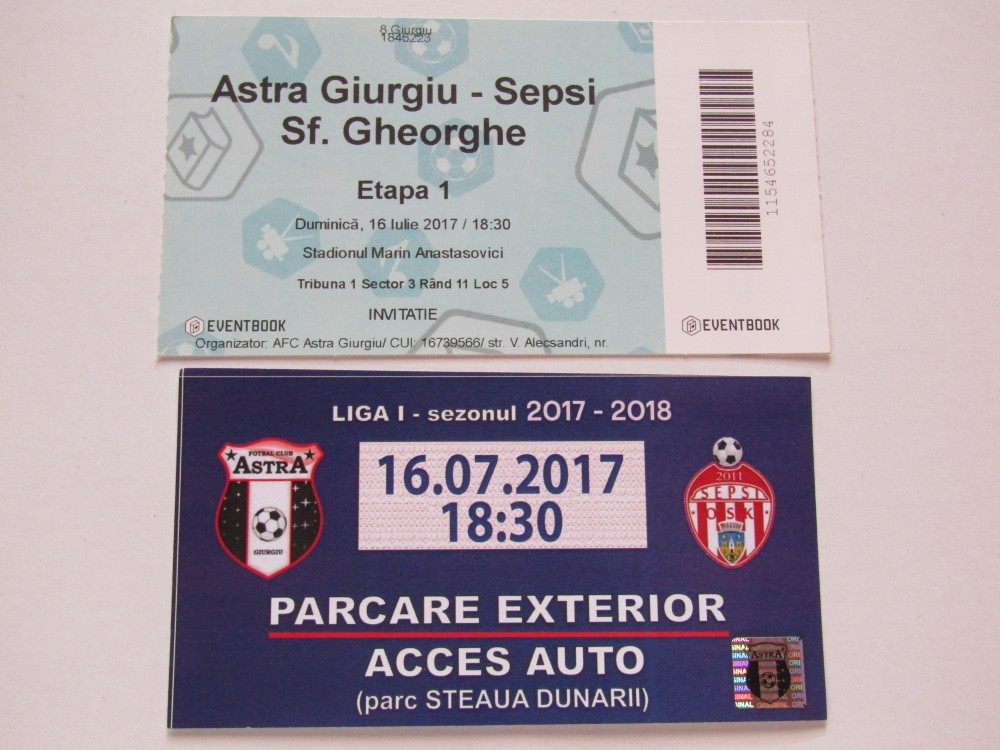 8 Giurgiu
1846223
Astra Giurgiu - Sepsi
Sf. Gheorghe
Etapa 1
Duminică, 16 Iulie 2017 / 18:30
Stadionul Marin Anastasovici
Tribuna 1 Sector 3 Rând 11 Loc 5
INVITATIE
EVENTBOOK
Organizator: AFC Astra Giurgiu/ CUI: 16739566/ str. V. Alecsandri, nr.
1154652284
EVENTBOOK
LIGA I - sezonul 2017 - 2018
FOTBAL CLUB
ASTRA
GIURGIU
16.07.2017
18:30
2011
SEPSI
OSK
PARCARE EXTERIOR
ACCES AUTO
(parc STEAUA DUNARII)
ASTRA